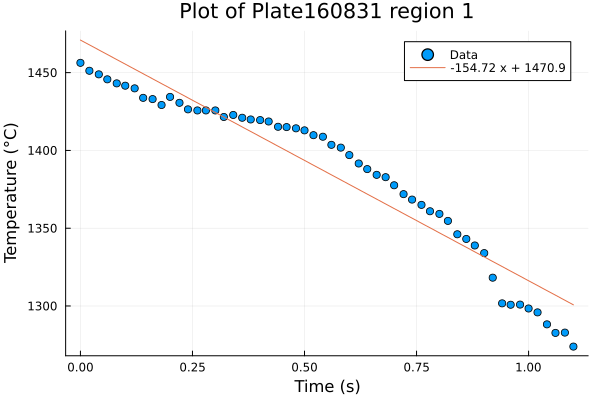 Plot of Plate160831 region 1
Data
-154.72 x + 1470.9
Temperature (°C)
1450
1400
1350
1300
0.00 0.25 0.50 0.75 1.00
Time (s)